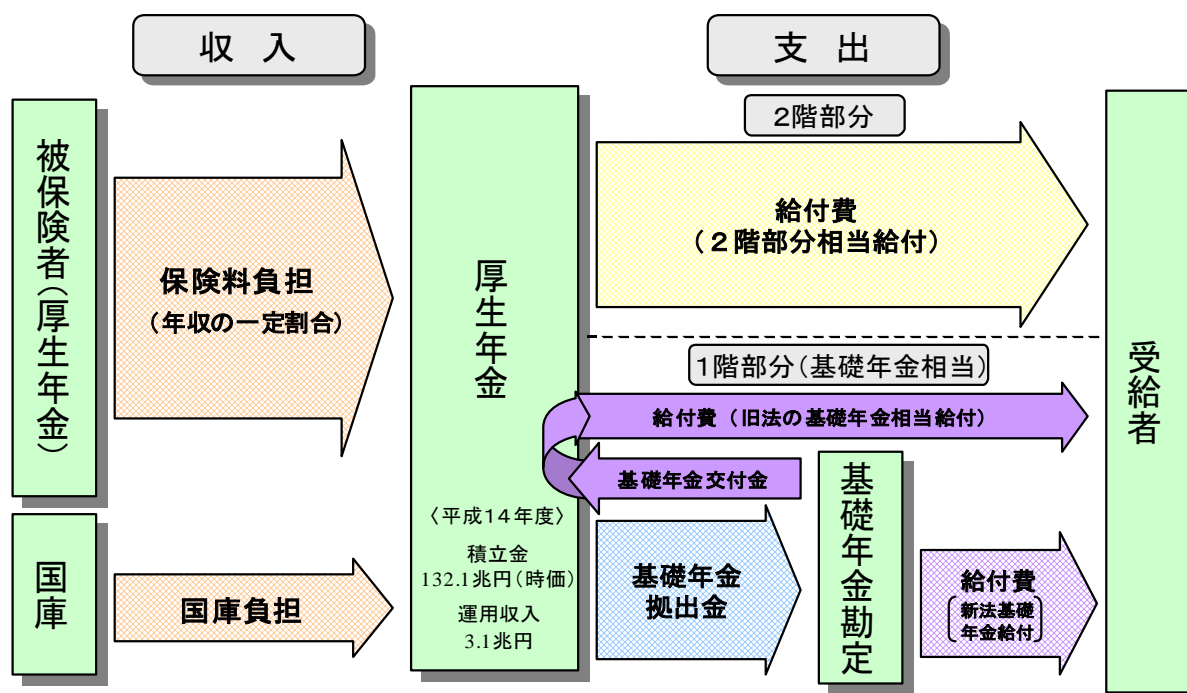 収 入
支 出
被保険者(厚生年金)
国庫
保険料負担
(年収の一定割合)
国庫負担
厚生年金
〈平成14年度〉
積立金
132.1兆円(時価)
運用収入
3.1兆円
2階部分
給付費
(2階部分相当給付)
1階部分(基礎年金相当)
給付費 (旧法の基礎年金相当給付)
基礎年金交付金
基礎年金
拠出金
基礎年金勘定
給付費
新法基礎
年金給付
受給者